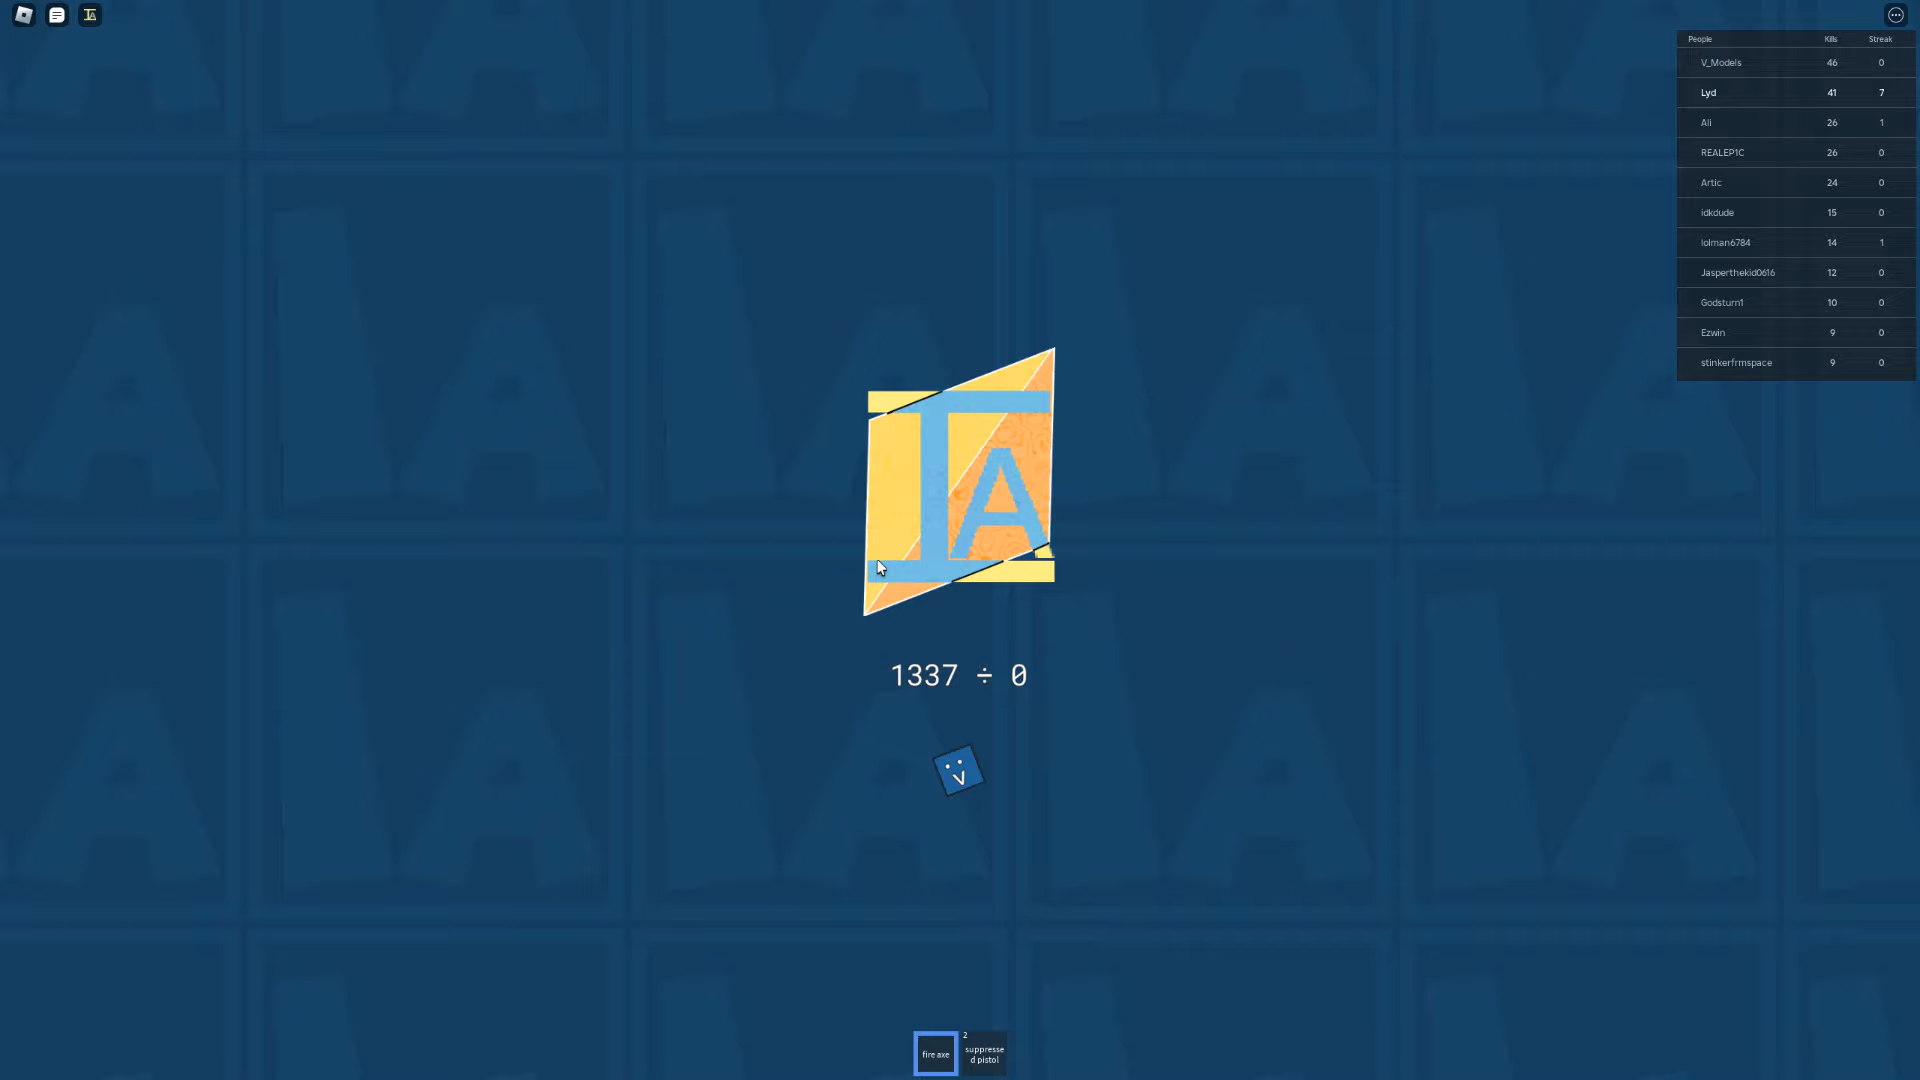 People Kills Streak
V_Models 46 0
Lyd 41 7
Ali 26 1
REALEP1C 26 0
Artic 24 0
idkdude 15 0
lolman6784 14 1
Jasperthekid0616 12 0
Godsturn1 10 0
Ezwin 9 0
stinkerfrmspace 9 0
IA
1337 ÷ 0
fire axe
2
suppresse
d pistol